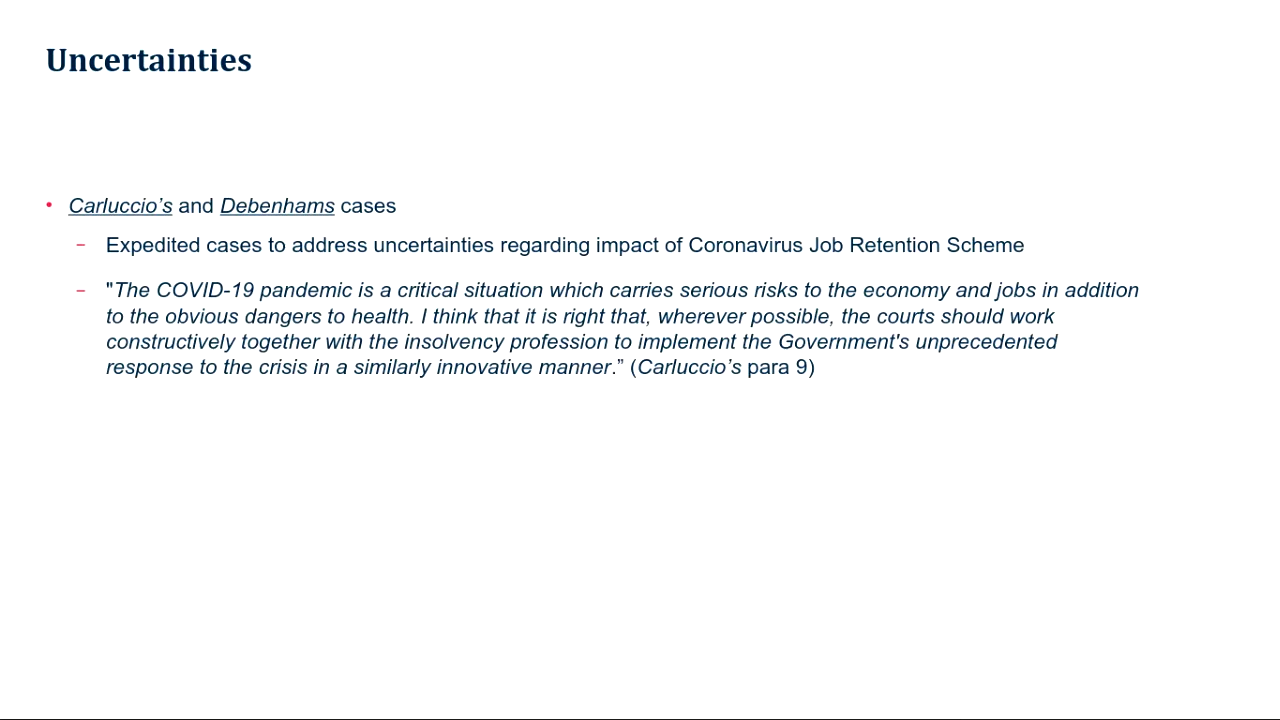 Uncertainties
• Carluccio’s and Debenhams cases
– Expedited cases to address uncertainties regarding impact of Coronavirus Job Retention Scheme
– "The COVID-19 pandemic is a critical situation which carries serious risks to the economy and jobs in addition
to the obvious dangers to health. I think that it is right that, wherever possible, the courts should work
constructively together with the insolvency profession to implement the Government's unprecedented
response to the crisis in a similarly innovative manner.” (Carluccio’s para 9)